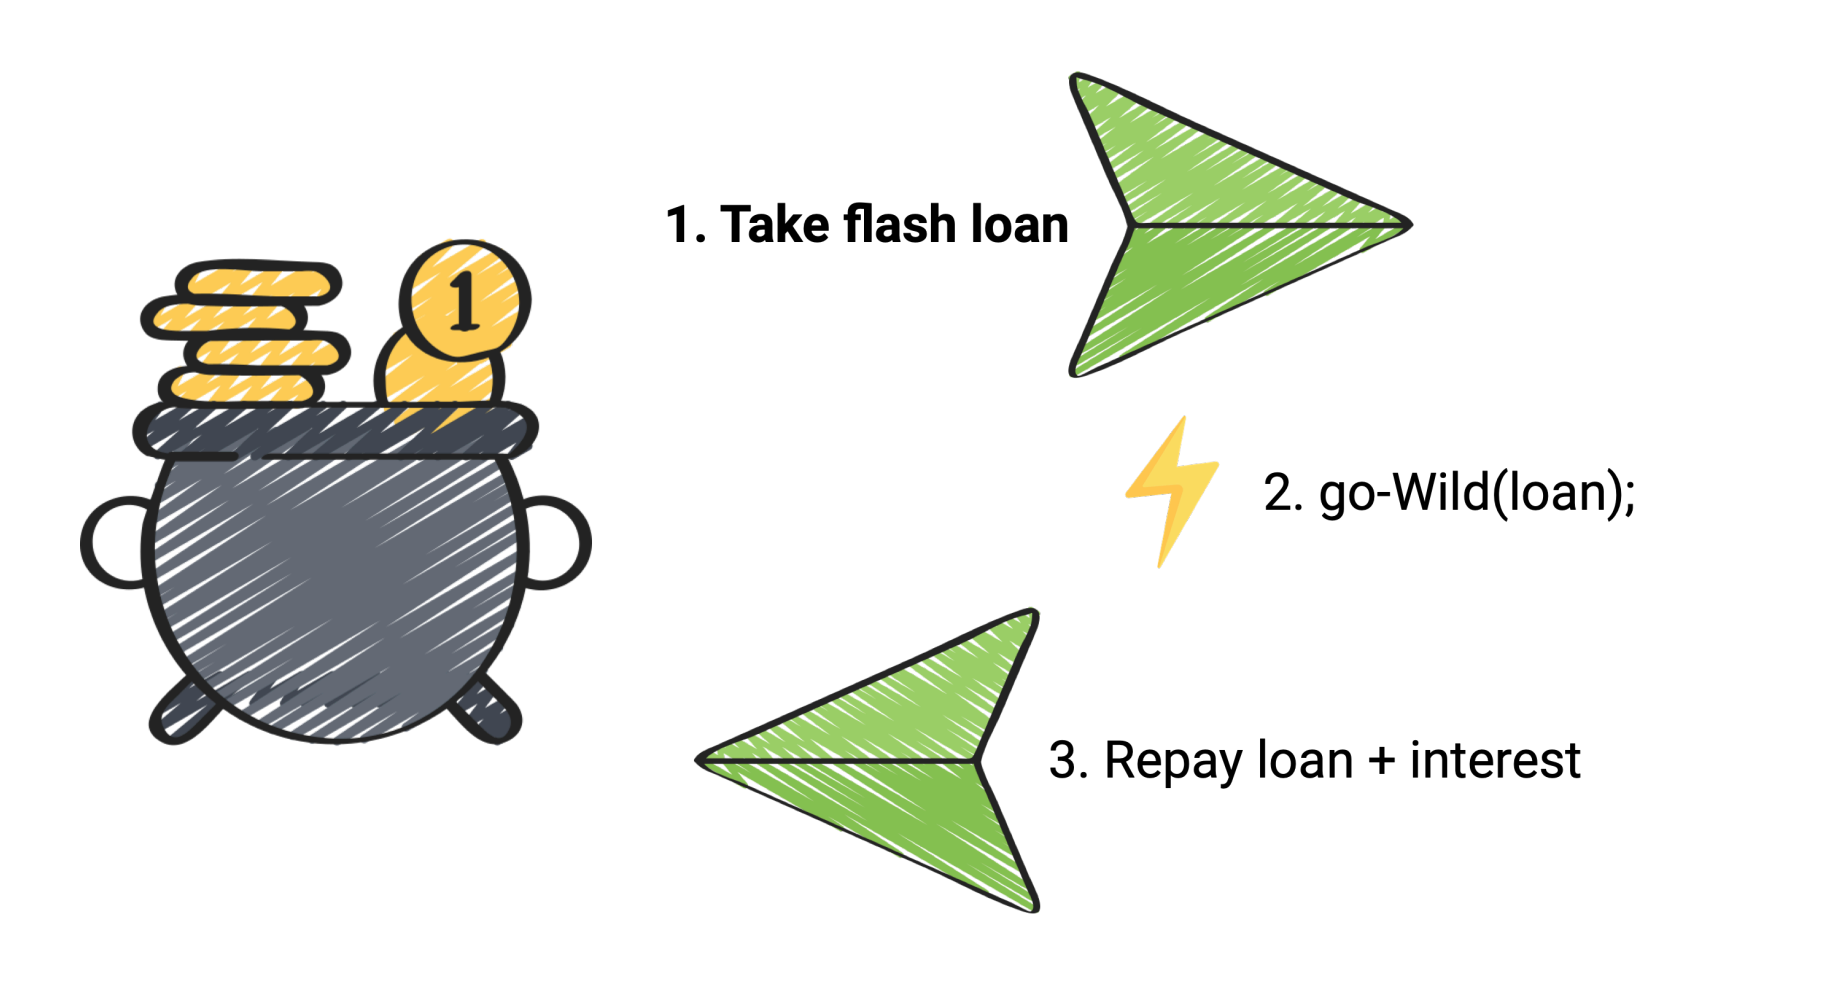 1
1. Take flash loan
2. go-Wild(loan);
3. Repay loan + interest